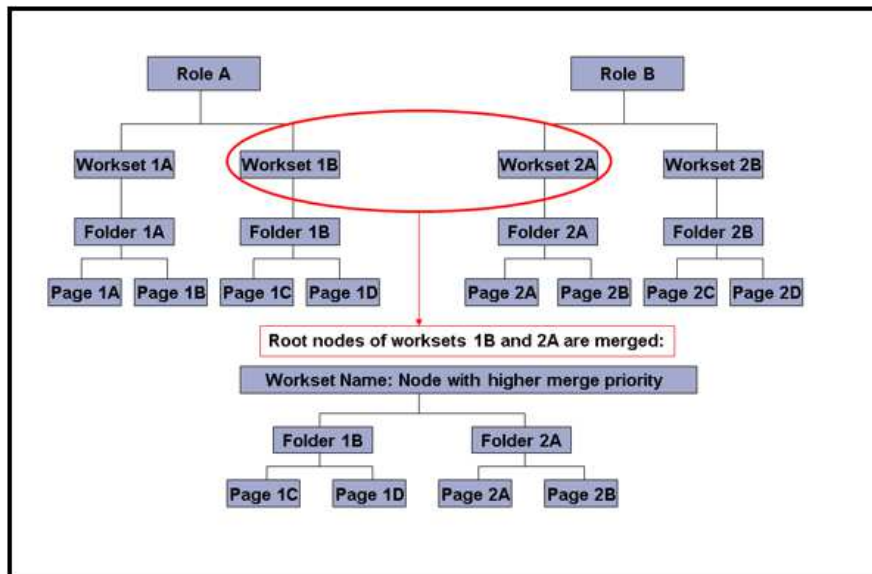 Role A
Role B
Workset 1A
Workset 1B
Workset 2A
Workset 2B
Folder 1A
Folder 1B
Folder 2A
Folder 2B
Page 1A
Page 1B
Page 1C
Page 1D
Page 2A
Page 2B
Page 2C
Page 2D
Root nodes of worksets 1B and 2A are merged:
Workset Name: Node with higher merge priority
Folder 1B
Folder 2A
Page 1C
Page 1D
Page 2A
Page 2B